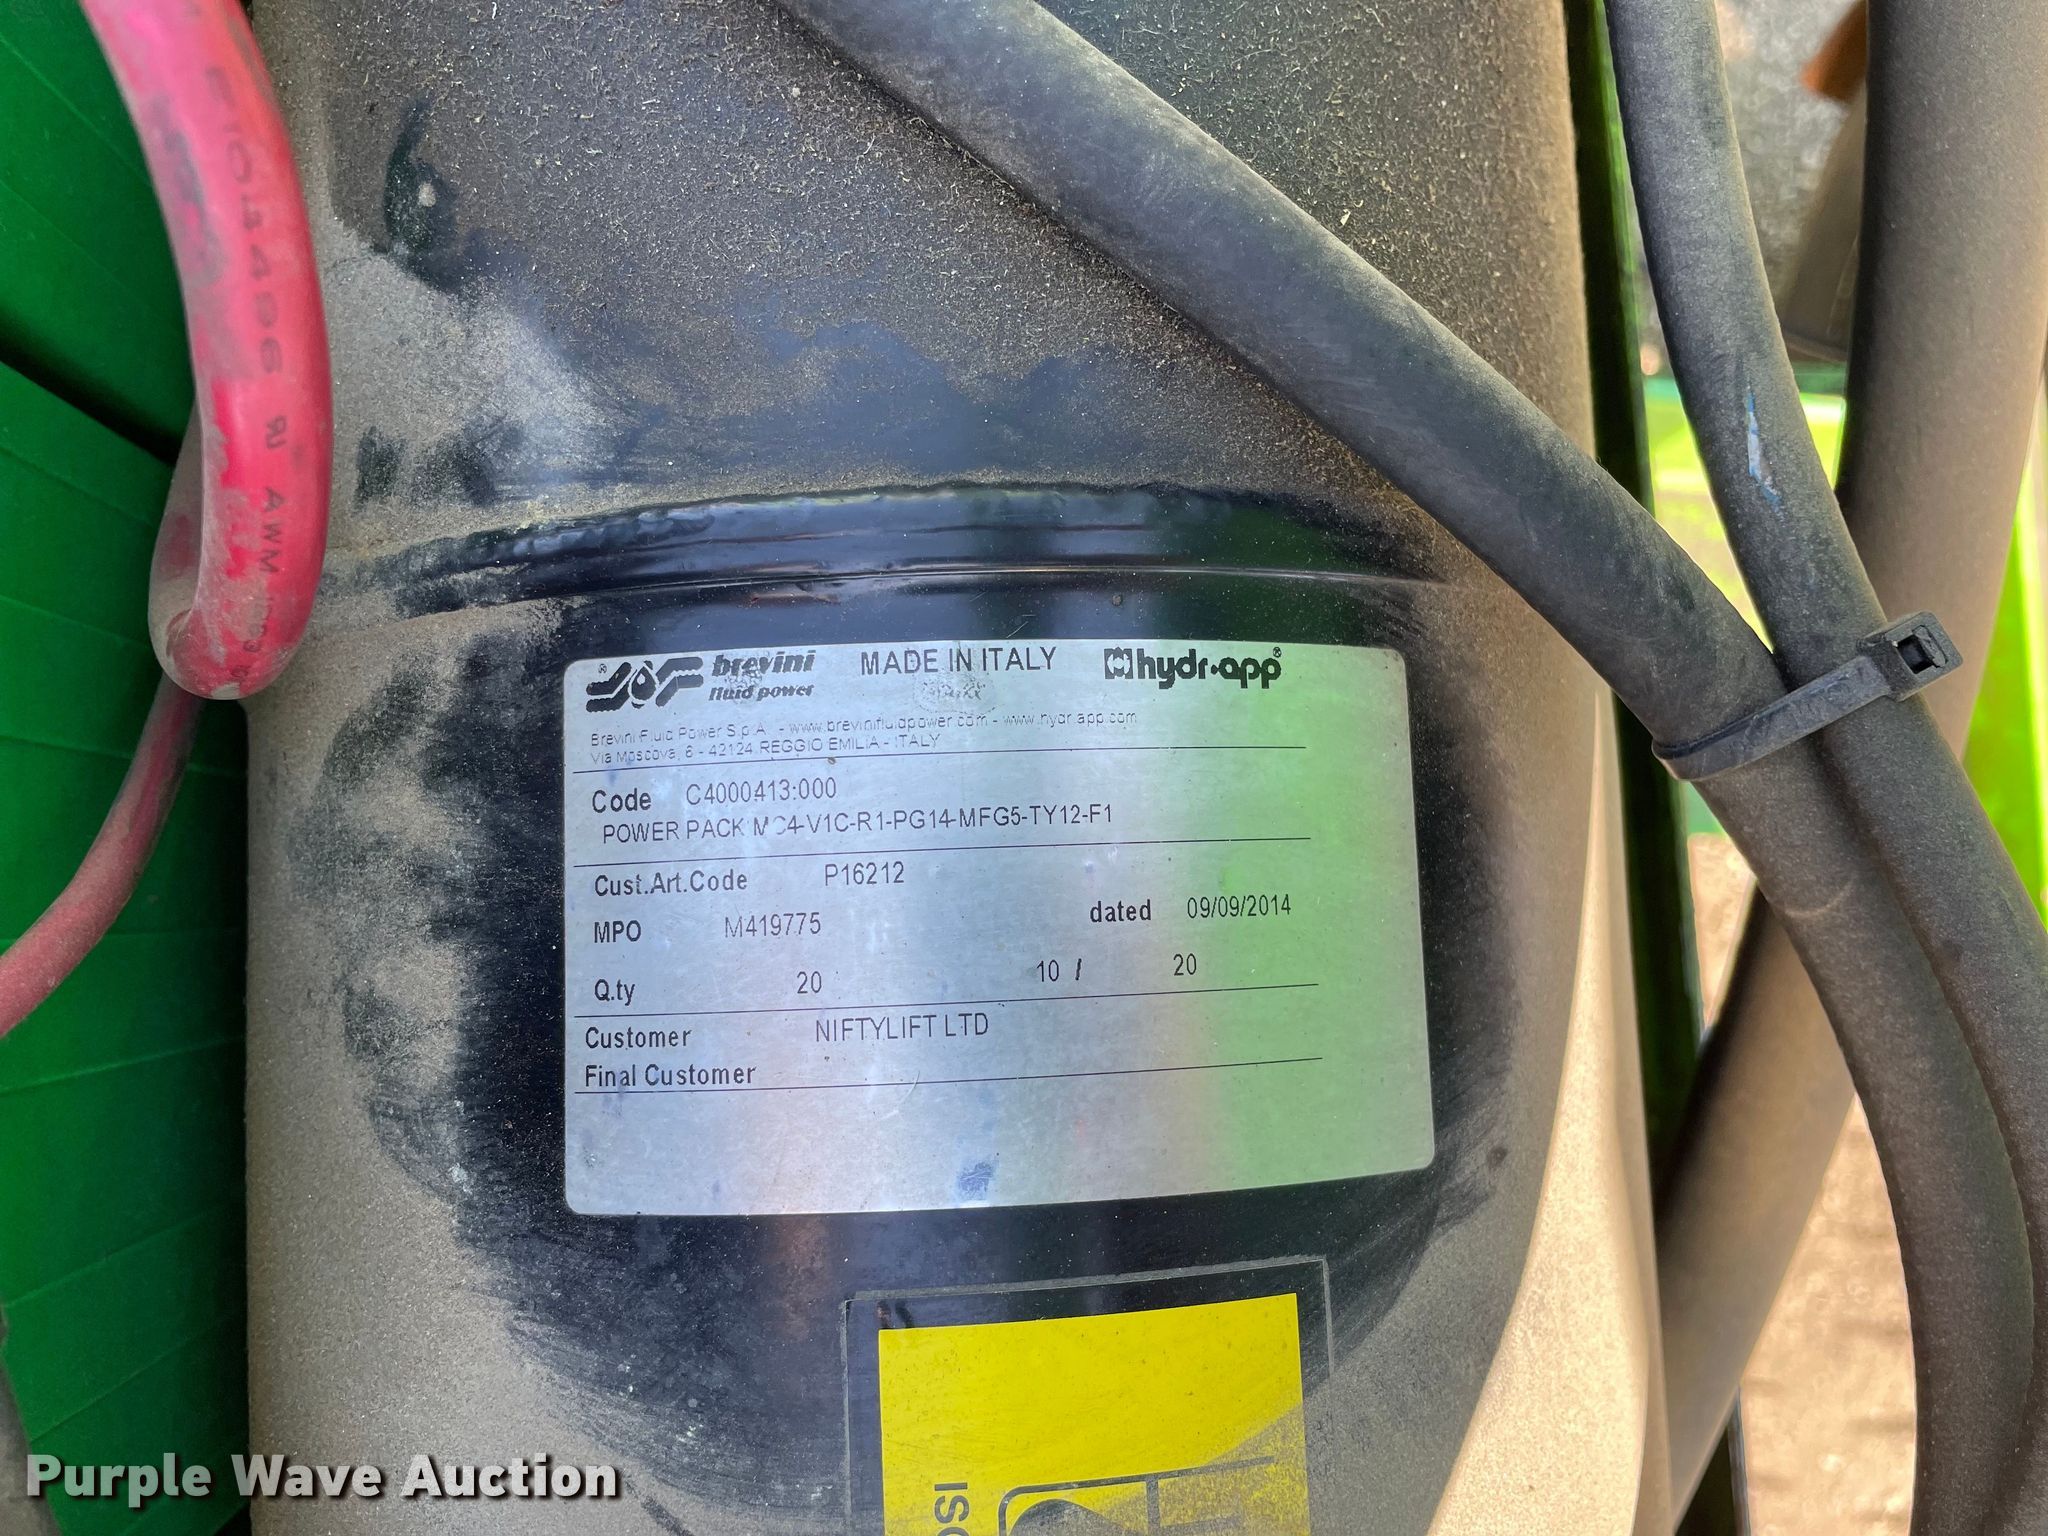 brevini
fluid power
MADE IN ITALY
hydr·app®
Brevini Fluid Power S.p.A. - www.brevinifluidpower.com - www.hydr-app.com
Via Moscova, 6 - 42124 REGGIO EMILIA - ITALY
Code C4000413:000
POWER PACK MC4-V1C-R1-PG14-MFG5-TY12-F1
Cust.Art.Code P16212
MPO M419775 dated 09/09/2014
Q.ty 20 10 / 20
Customer NIFTYLIFT LTD
Final Customer
AWM
Purple Wave Auction